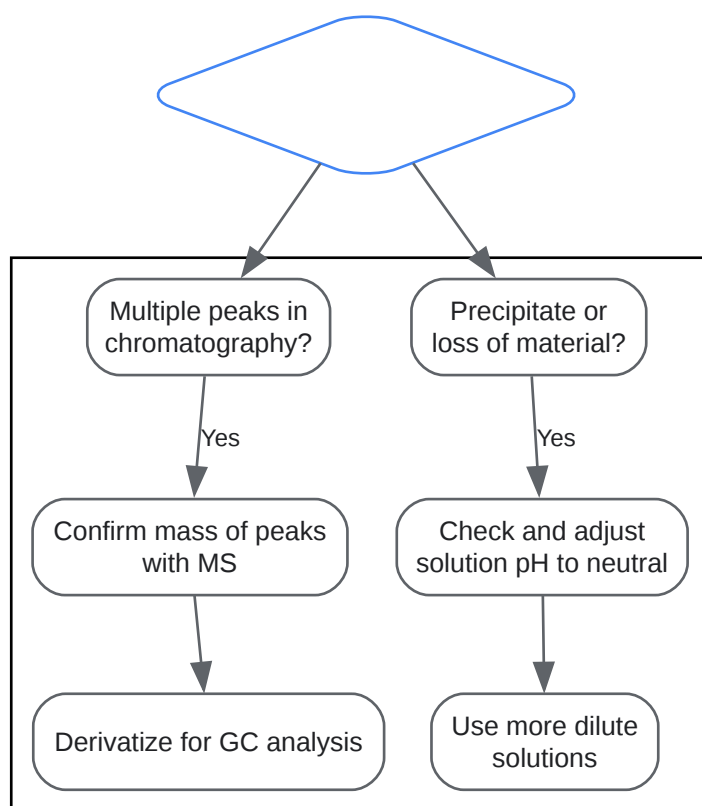 Multiple peaks in
chromatography?
Precipitate or
loss of material?
Yes
Yes
Confirm mass of peaks
with MS
Check and adjust
solution pH to neutral
Derivatize for GC analysis
Use more dilute
solutions